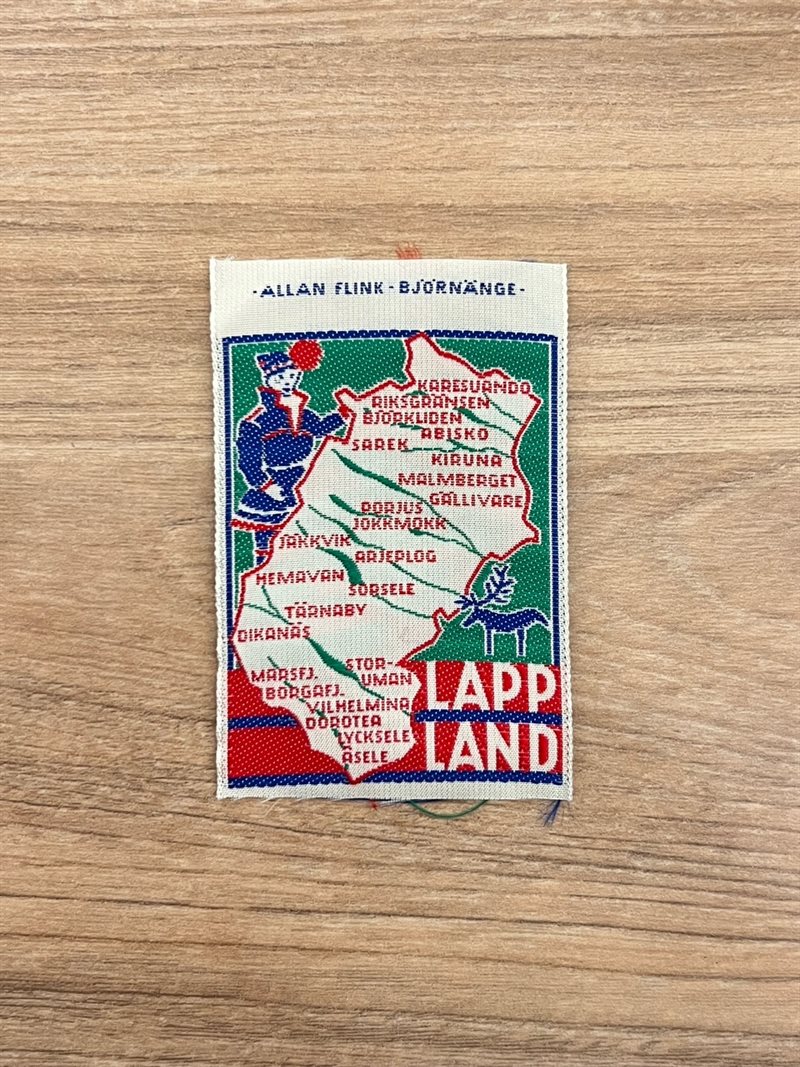 -ALLAN FLINK-BJÖRNÄNGE-
KARESUANDO
RIKSGRÄNSEN
BJÖRKLIDEN
ABISKO
SAREK
KIRUNA
MALMBERGET
GÄLLIVARE
PORJUS
JOKKMOKK
JÄKKVIK
ARJEPLOG
HEMAVAN
SORSELE
TÄRNABY
DIKANÄS
STOR-
UMAN
MARSFJ.
BORGAFJ.
VILHELMINA
DOROTEA
LYCKSELE
ÅSELE
LAPP
LAND